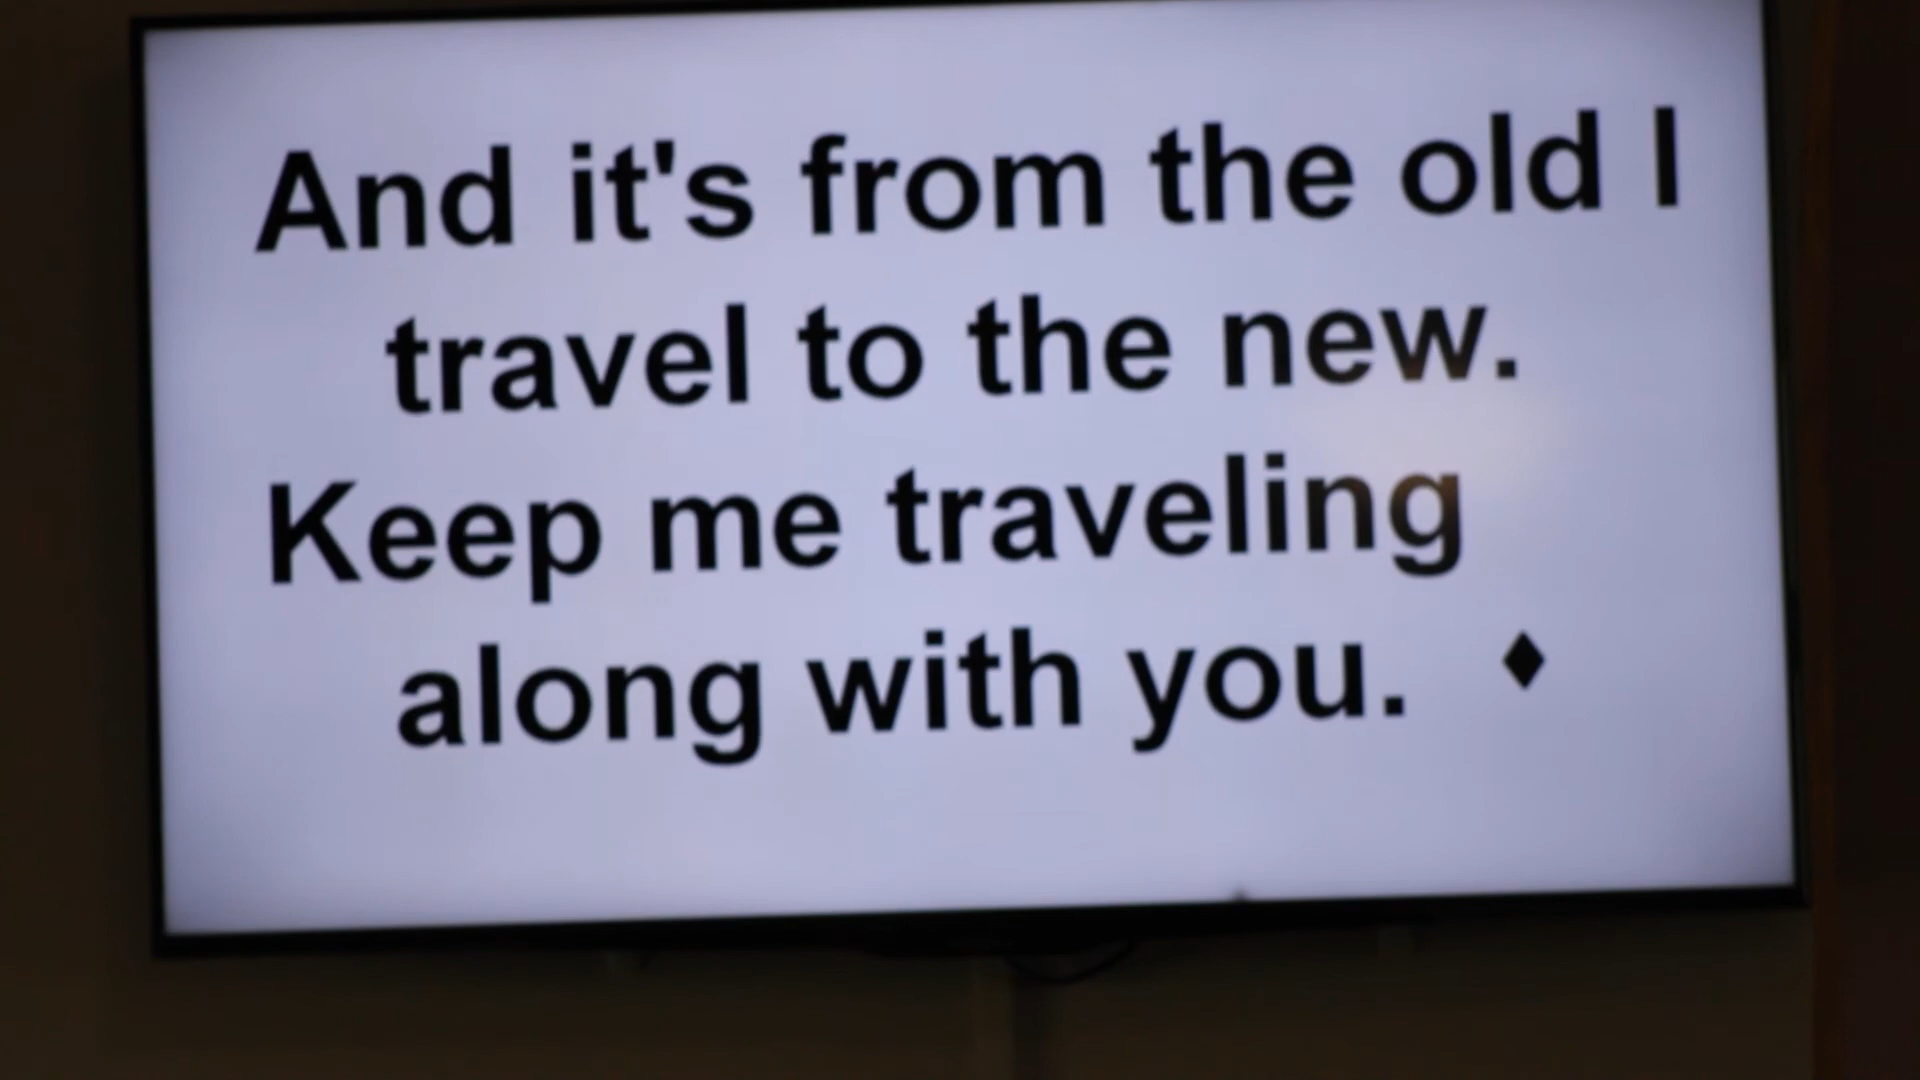 And it's from the old I
travel to the new.
Keep me traveling
along with you. ♦